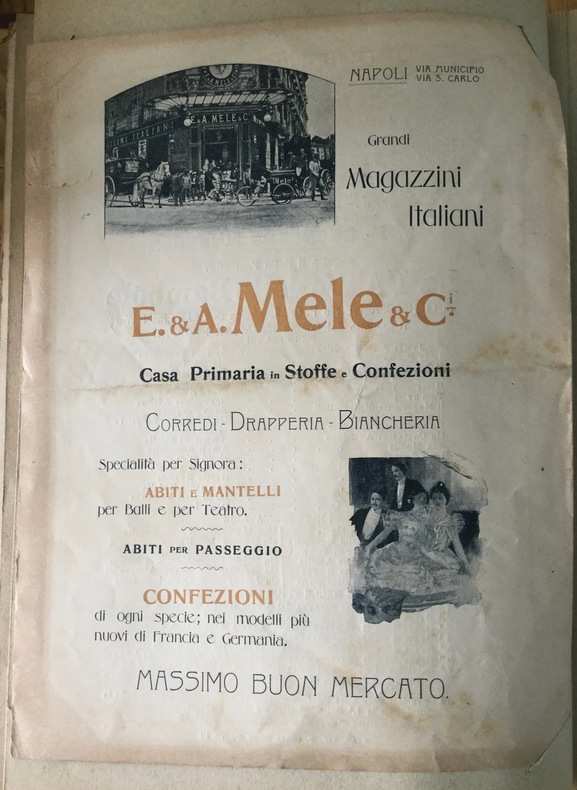 E. & A. MELE & C.
NAPOLI VIA MUNICIPIO
VIA S. CARLO
Grandi
Magazzini
Italiani
E. & A. Mele & C.i
Casa Primaria in Stoffe e Confezioni
CORREDI - DRAPPERIA - BIANCHERIA
Specialità per Signora:
ABITI E MANTELLI
per Balli e per Teatro.
ABITI PER PASSEGGIO
CONFEZIONI
di ogni specie; nei modelli più
nuovi di Francia e Germania.
MASSIMO BUON MERCATO.